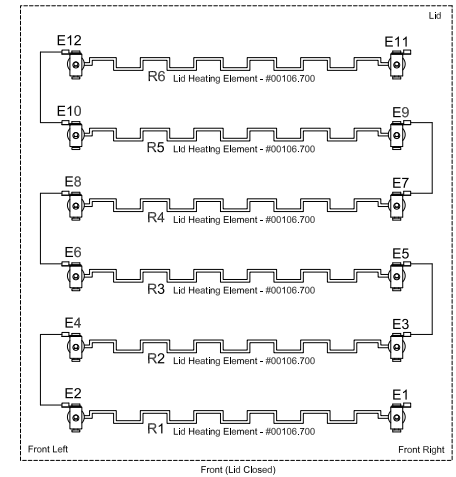 Lid
E12 E11
R6 Lid Heating Element - #00106.700
E10 E9
R5 Lid Heating Element - #00106.700
E8 E7
R4 Lid Heating Element - #00106.700
E6 E5
R3 Lid Heating Element - #00106.700
E4 E3
R2 Lid Heating Element - #00106.700
E2 E1
R1 Lid Heating Element - #00106.700
Front Left Front Right
Front (Lid Closed)